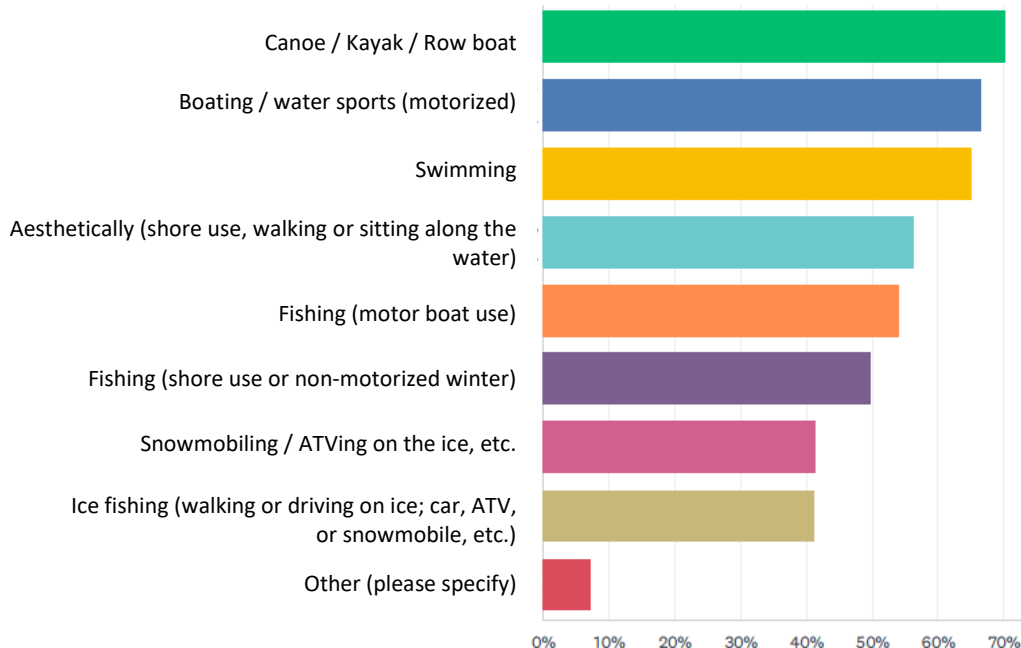 Canoe / Kayak / Row boat
Boating / water sports (motorized)
Swimming
Aesthetically (shore use, walking or sitting along the
water)
Fishing (motor boat use)
Fishing (shore use or non-motorized winter)
Snowmobiling / ATVing on the ice, etc.
Ice fishing (walking or driving on ice; car, ATV,
or snowmobile, etc.)
Other (please specify)
0% 10% 20% 30% 40% 50% 60% 70%